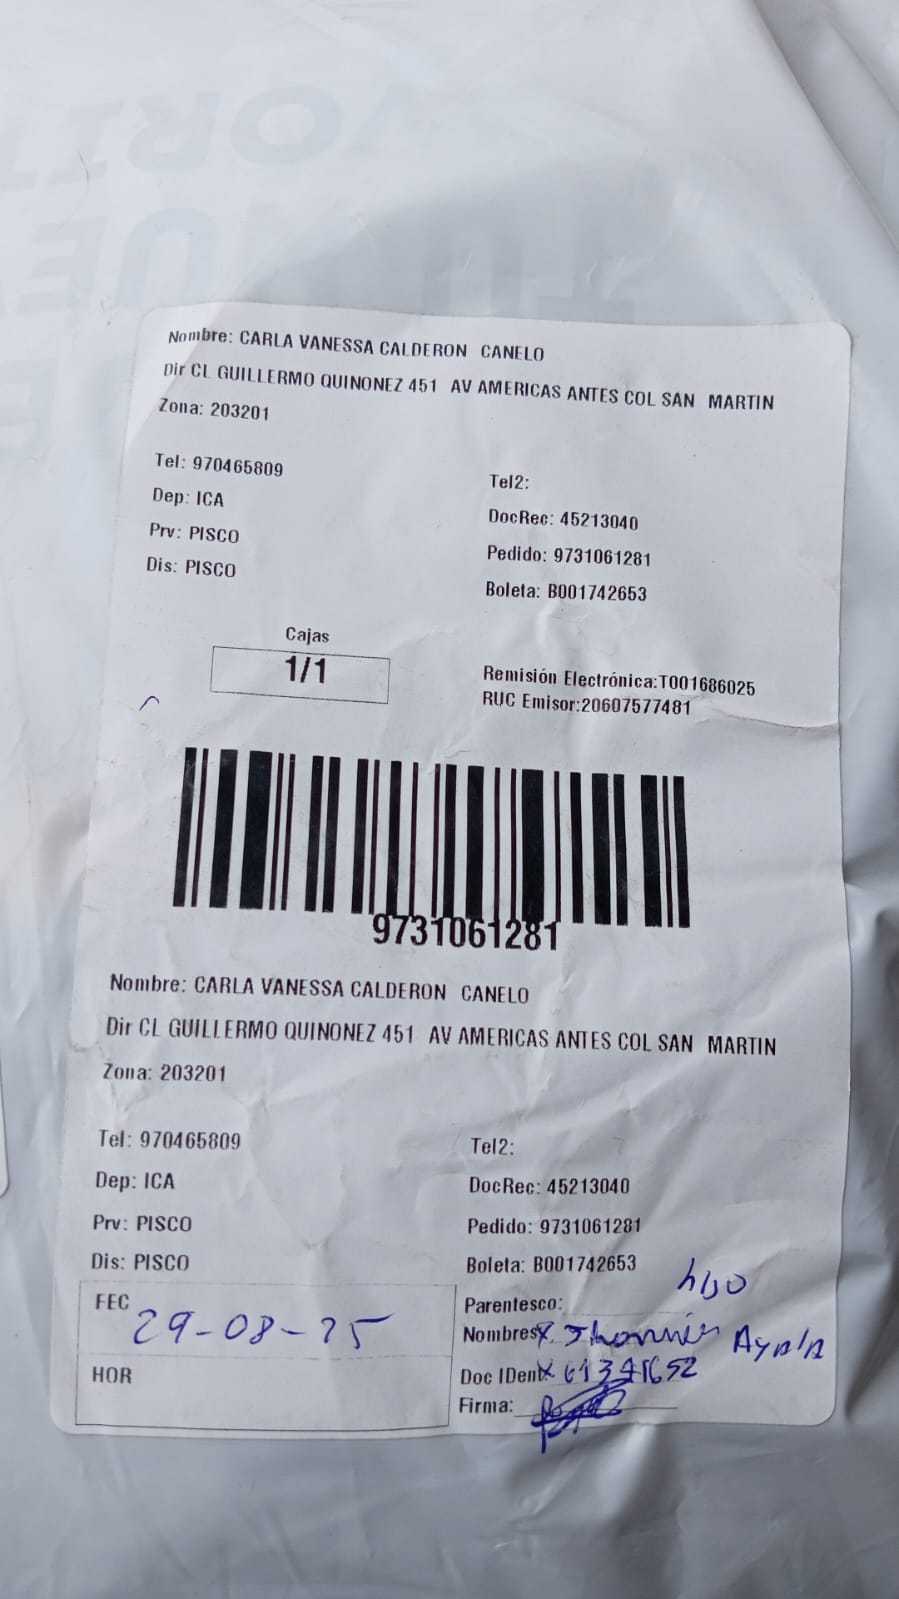 Nombre: CARLA VANESSA CALDERON CANELO
Dir CL GUILLERMO QUINONEZ 451 AV AMERICAS ANTES COL SAN MARTIN
Zona: 203201
Tel: 970465809
Tel2:
Dep: ICA
DocRec: 45213040
Prv: PISCO
Pedido: 9731061281
Dis: PISCO
Boleta: B001742653
Cajas
1/1
Remisión Electrónica:T001686025
RUC Emisor:20607577481
9731061281
Nombre: CARLA VANESSA CALDERON CANELO
Dir CL GUILLERMO QUINONEZ 451 AV AMERICAS ANTES COL SAN MARTIN
Zona: 203201
Tel: 970465809
Tel2:
Dep: ICA
DocRec: 45213040
Prv: PISCO
Pedido: 9731061281
Dis: PISCO
Boleta: B001742653
FEC 29-08-25
HOR
Parentesco:
Nombres Ayala
Doc IDent
Firma: